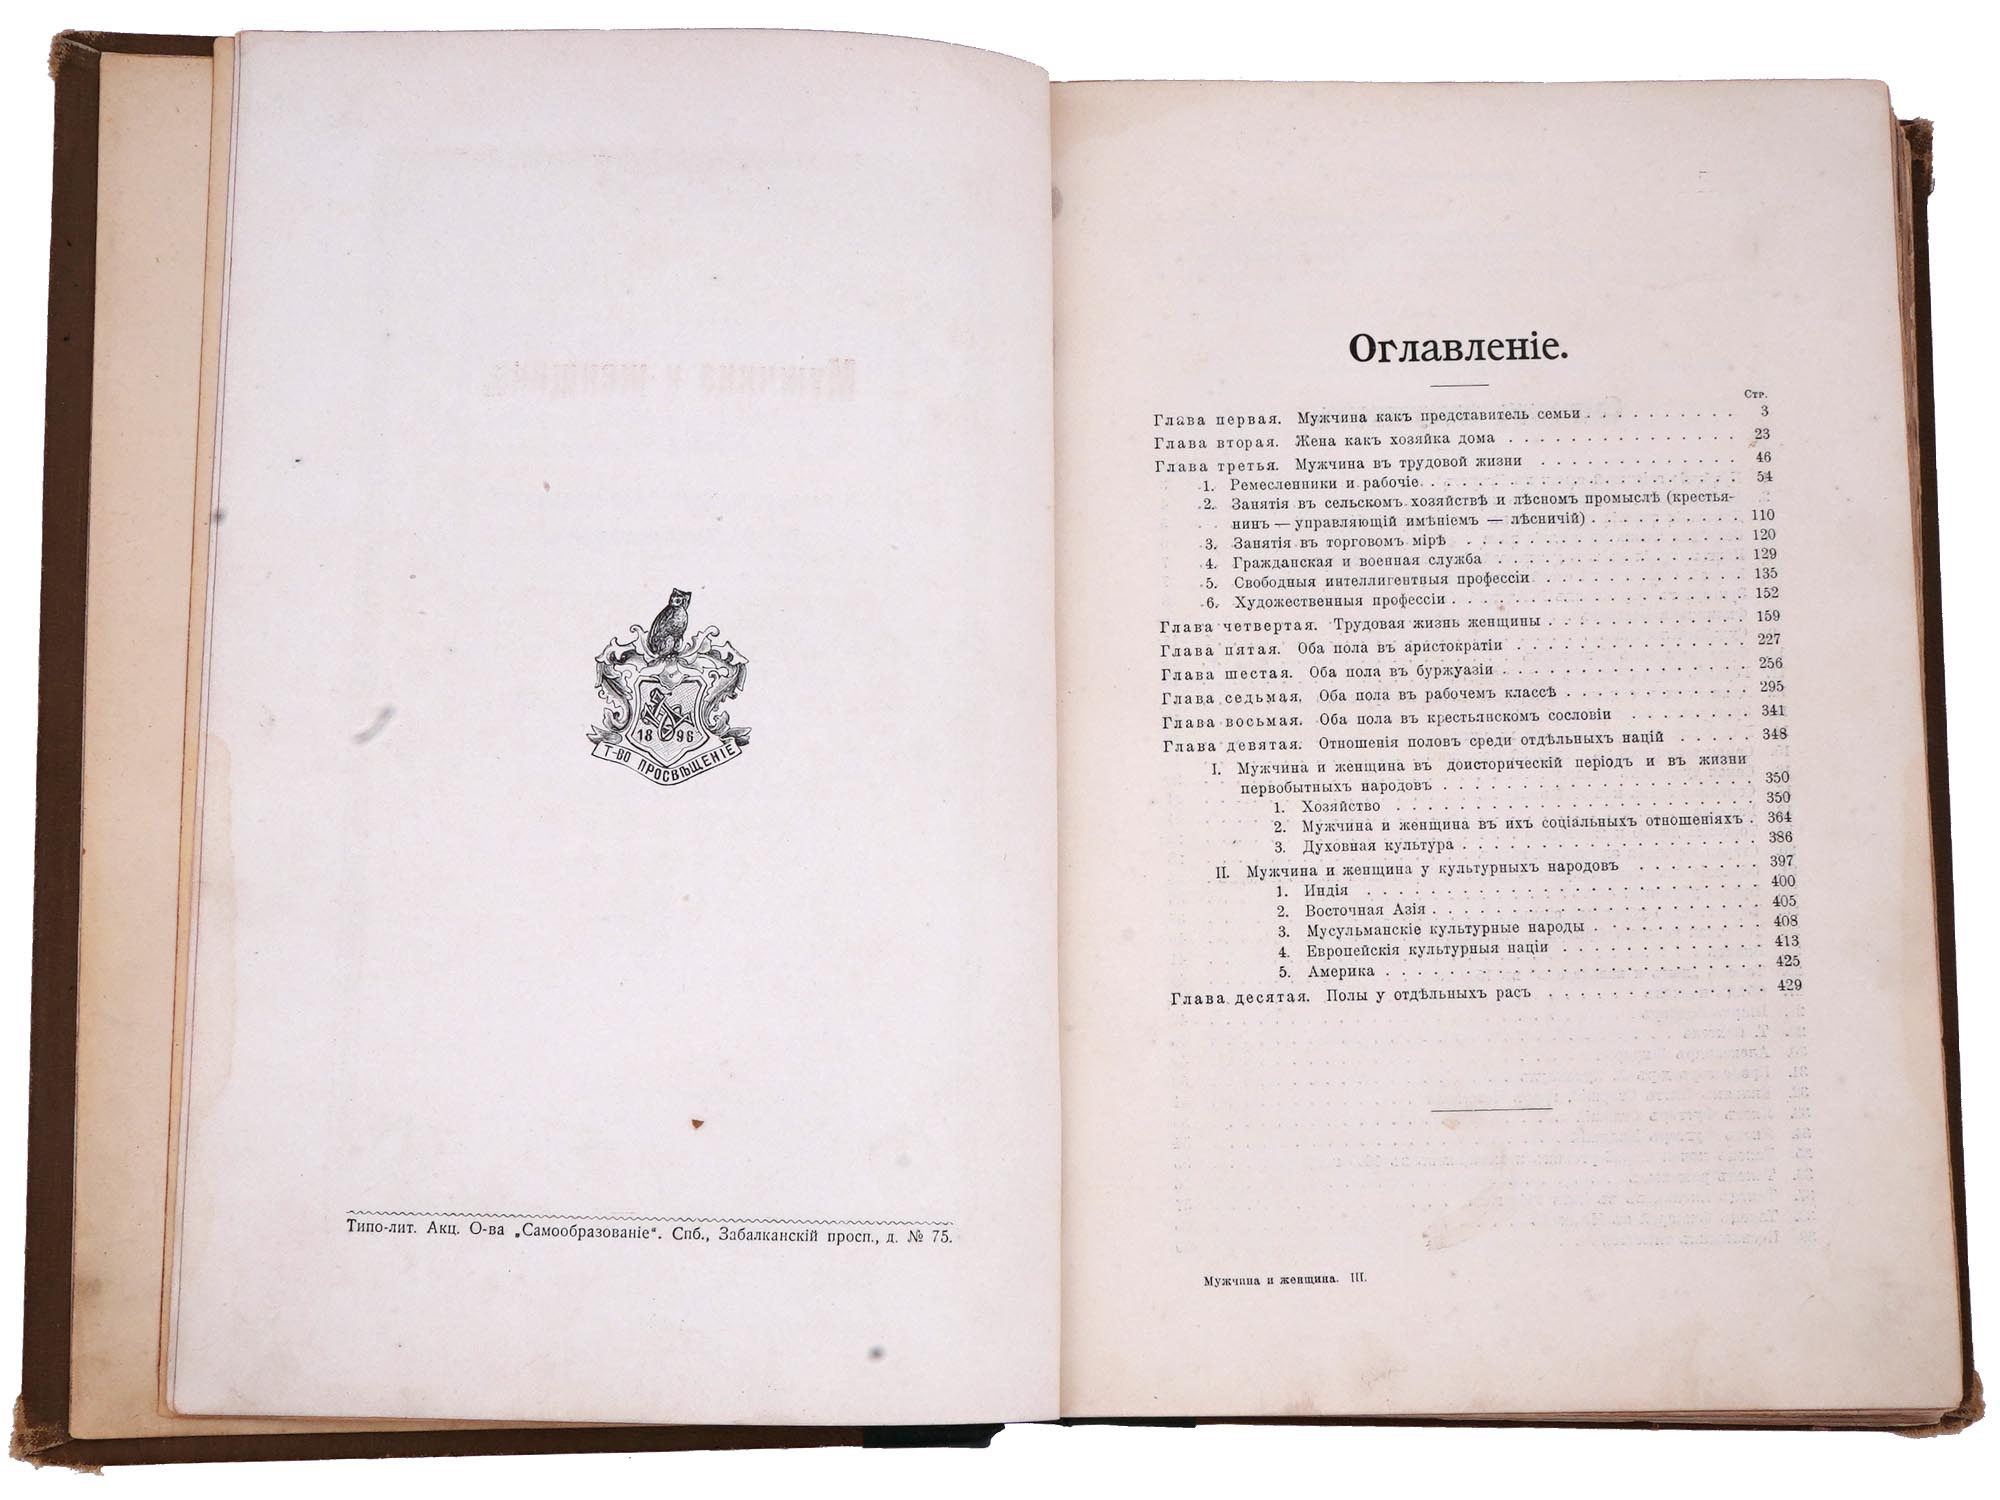 1896
Т-ВО ПРОСВѢЩЕНІЕ
Типо-лит. Акц. О-ва „Самообразованіе“. Спб., Забалканскій просп., д. № 75.
Оглавленіе.
Стр.
Глава первая. Мужчина какъ представитель семьи . . . . . . . . . . 3
Глава вторая. Жена какъ хозяйка дома . . . . . . . . . . . . . . . 23
Глава третья. Мужчина въ трудовой жизни . . . . . . . . . . . . . 46
1. Ремесленники и рабочіе. . . . . . . . . . . . . . . . . . . . 54
2. Занятія въ сельскомъ хозяйствѣ и лѣсномъ промыслѣ (крестья-
нинъ — управляющій имѣніемъ — лѣсничій) . . . . . . . . . . 110
3. Занятія въ торговомъ мірѣ . . . . . . . . . . . . . . . . . . 120
4. Гражданская и военная служба . . . . . . . . . . . . . . . . 129
5. Свободныя интеллигентныя профессіи . . . . . . . . . . . . . 135
6. Художественныя профессіи . . . . . . . . . . . . . . . . . . 152
Глава четвертая. Трудовая жизнь женщины . . . . . . . . . . . . . 159
Глава пятая. Оба пола въ аристократіи . . . . . . . . . . . . . . . 227
Глава шестая. Оба пола въ буржуазіи . . . . . . . . . . . . . . . . 256
Глава седьмая. Оба пола въ рабочемъ классѣ . . . . . . . . . . . . 295
Глава восьмая. Оба пола въ крестьянскомъ сословіи . . . . . . . . 341
Глава девятая. Отношенія половъ среди отдѣльныхъ націй . . . . . 348
I. Мужчина и женщина въ доисторическій періодъ и въ жизни
первобытныхъ народовъ . . . . . . . . . . . . . . . . . . . . 350
1. Хозяйство . . . . . . . . . . . . . . . . . . . . . . . 350
2. Мужчина и женщина въ ихъ соціальныхъ отношеніяхъ . 364
3. Духовная культура . . . . . . . . . . . . . . . . . . . 386
II. Мужчина и женщина у культурныхъ народовъ . . . . . . . . 397
1. Индія . . . . . . . . . . . . . . . . . . . . . . . . . 400
2. Восточная Азія . . . . . . . . . . . . . . . . . . . . . 405
3. Мусульманскіе культурные народы . . . . . . . . . . . 408
4. Европейскія культурныя націи . . . . . . . . . . . . . 413
5. Америка . . . . . . . . . . . . . . . . . . . . . . . . 425
Глава десятая. Полы у отдѣльныхъ расъ . . . . . . . . . . . . . . 429
Мужчина и женщина. III.